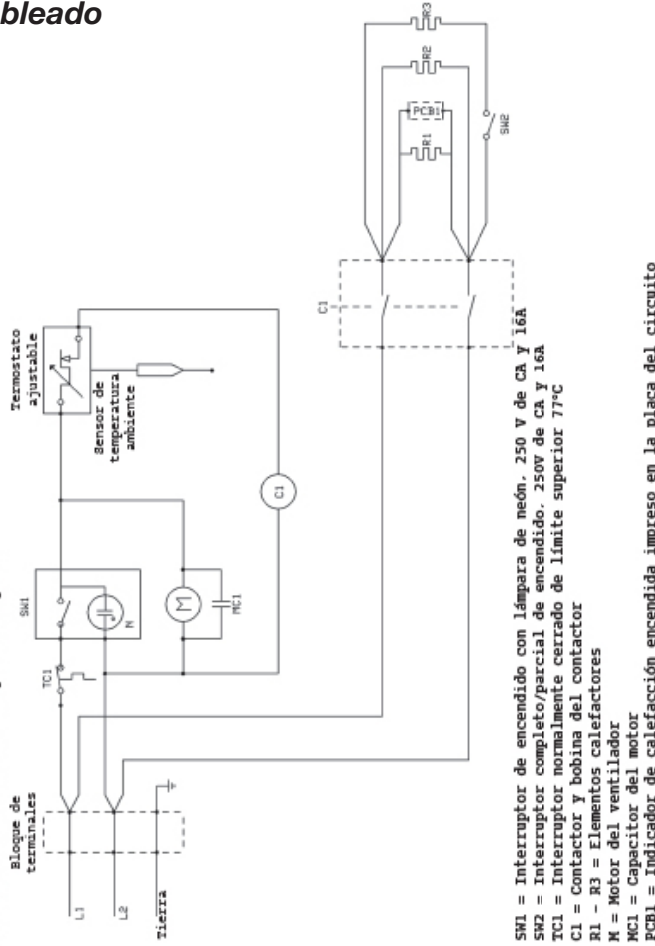 bleado
Bloque de
terminales
L1
L2
Tierra
TC1
SW1
N
M
MC1
Termostato
ajustable
Sensor de
temperatura
ambiente
C1
C1
R1
PCB1
R2
R3
SW2
SW1 = Interruptor de encendido con lámpara de neón, 250 V de CA y 16A
SW2 = Interruptor completo/parcial de encendido. 250V de CA y 16A
TC1 = Interruptor normalmente cerrado de límite superior 77°C
C1 = Contactor y bobina del contactor
R1 - R3 = Elementos calefactores
M = Motor del ventilador
MC1 = Capacitor del motor
PCB1 = Indicador de calefacción encendida impreso en la placa del circuito